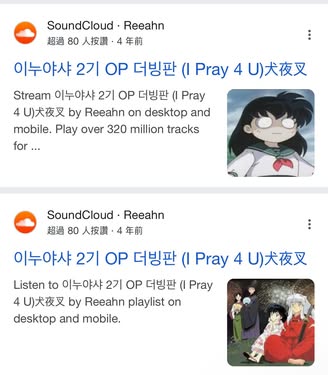 SoundCloud · Reeahn
超過 80 人按讚 · 4 年前
이누야샤 2기 OP 더빙판 (I Pray 4 U)犬夜叉
Stream 이누야샤 2기 OP 더빙판 (I Pray
4 U)犬夜叉 by Reeahn on desktop and
mobile. Play over 320 million tracks
for ...
SoundCloud · Reeahn
超過 80 人按讚 · 4 年前
이누야샤 2기 OP 더빙판 (I Pray 4 U)犬夜叉
Listen to 이누야샤 2기 OP 더빙판 (I Pray
4 U)犬夜叉 by Reeahn playlist on
desktop and mobile.